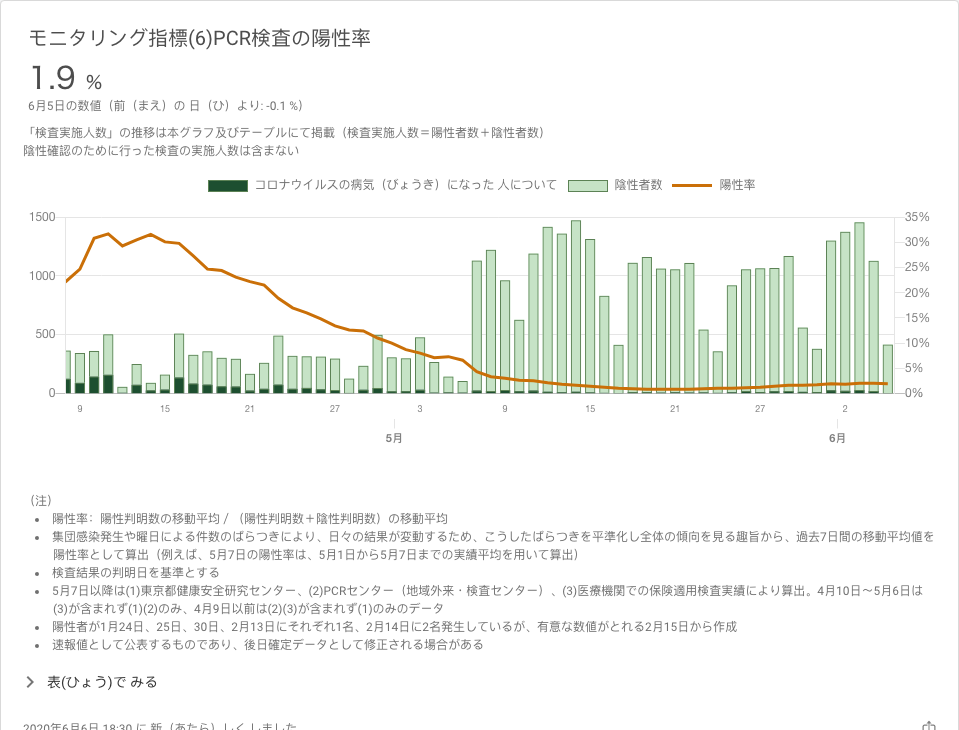 モニタリング指標(6)PCR検査の陽性率
1.9 %
6月5日の数値（前（まえ）の 日（ひ）より: -0.1 %）
「検査実施人数」の推移は本グラフ及びテーブルにて掲載（検査実施人数＝陽性者数＋陰性者数）
陰性確認のために行った検査の実施人数は含まない
コロナウイルスの病気（びょうき）になった 人について 陰性者数 陽性率
1500 35%
30%
1000 25%
20%
15%
500 10%
5%
0 0%
9 15 21 27 3 9 15 21 27 2
5月 6月
（注）
• 陽性率：陽性判明数の移動平均 / （陽性判明数＋陰性判明数）の移動平均
• 集団感染発生や曜日による件数のばらつきにより、日々の結果が変動するため、こうしたばらつきを平準化し全体の傾向を見る趣旨から、過去7日間の移動平均値を
陽性率として算出（例えば、5月7日の陽性率は、5月1日から5月7日までの実績平均を用いて算出）
• 検査結果の判明日を基準とする
• 5月7日以降は(1)東京都健康安全研究センター、(2)PCRセンター（地域外来・検査センター）、(3)医療機関での保険適用検査実績により算出。4月10日～5月6日は
(3)が含まれず(1)(2)のみ、4月9日以前は(2)(3)が含まれず(1)のみのデータ
• 陽性者が1月24日、25日、30日、2月13日にそれぞれ1名、2月14日に2名発生しているが、有意な数値がとれる2月15日から作成
• 速報値として公表するものであり、後日確定データとして修正される場合がある
表(ひょう)で みる
2020年6月6日 18:30 に 新（あたら）しく しました